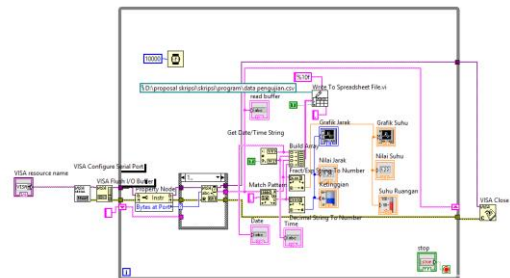 10000
%D:\proposal skripsi\skripsi\program\data pengujian.csv
%10f
Write To Spreadsheet File.vi
read buffer
abc
Grafik Jarak
Grafik Suhu
Get Date/Time String
Build Array
Nilai Jarak
Nilai Suhu
VISA Configure Serial Port
VISA Flush I/O Buffer
Fract/Exp String To Number
VISA resource name
Property Node
Match Pattern
Ketinggian
Suhu Ruangan
Instr
Bytes at Port
VISA Close
Decimal String To Number
Date
Time
abc
abc
stop
i